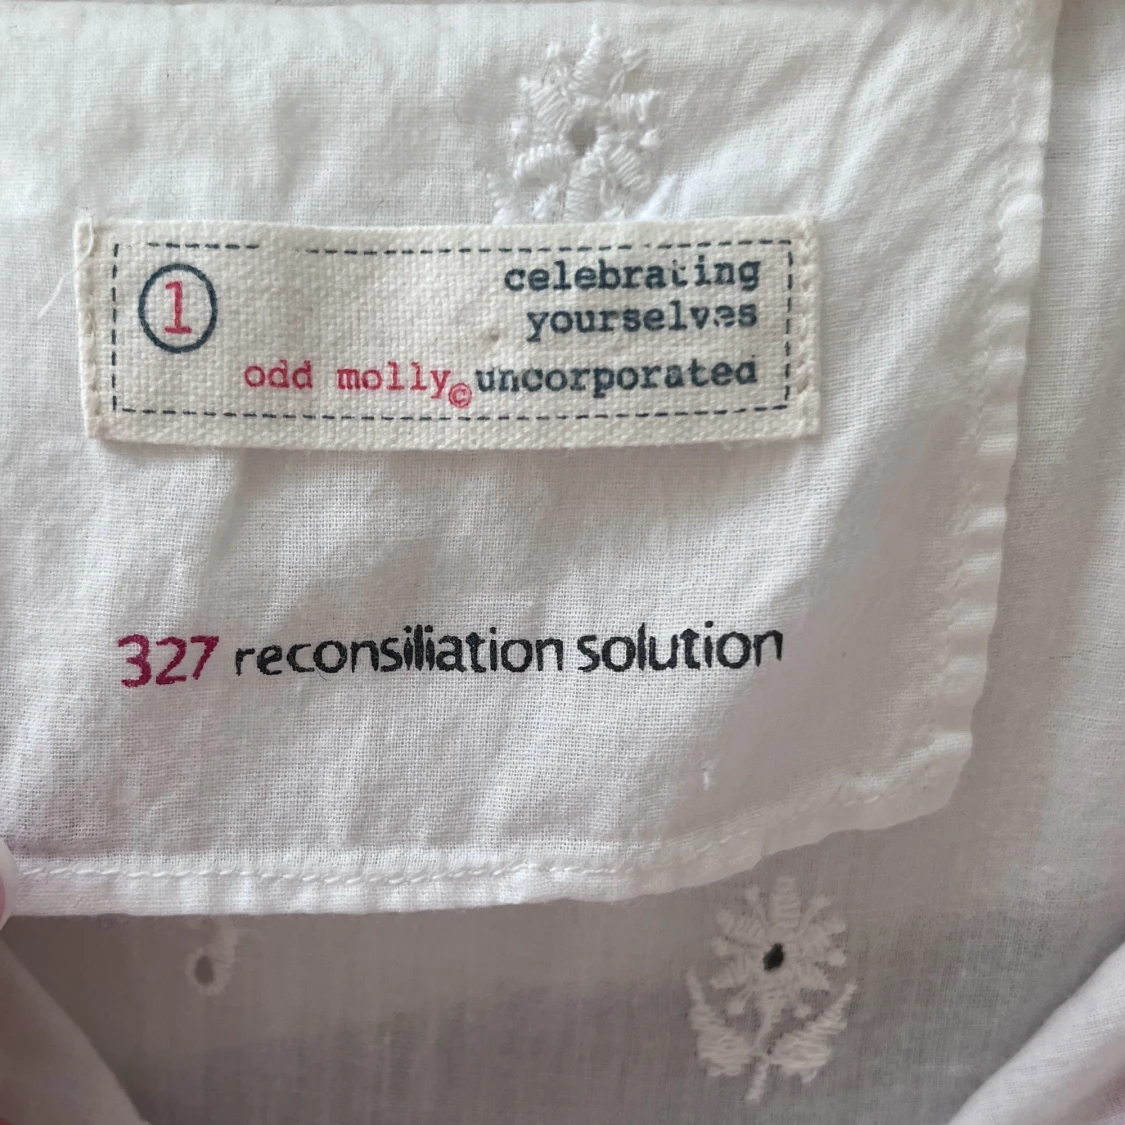 1
celebrating
yourselves
odd molly©uncorporated
327 reconsiliation solution